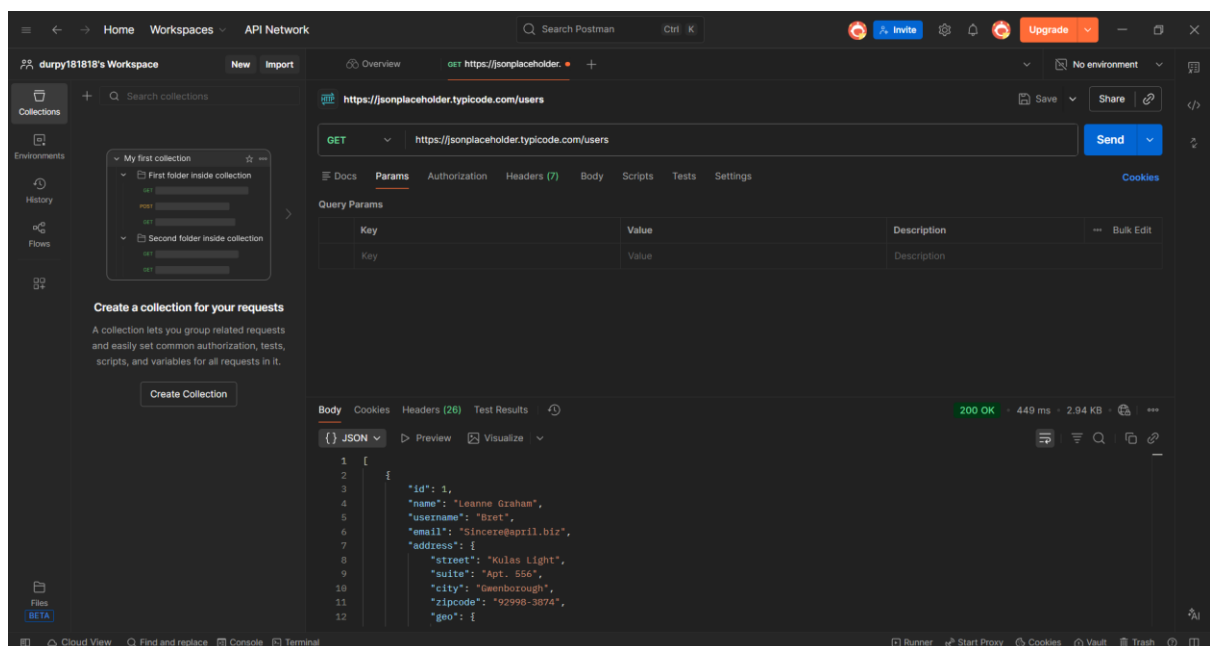 Home Workspaces API Network Search Postman Ctrl K Invite Upgrade
durpy181818's Workspace New Import Overview GET https://jsonplaceholder. No environment
Collections
Environments
History
Flows
Files
BETA
Search collections
My first collection
First folder inside collection
GET
POST
GET
Second folder inside collection
GET
GET
Create a collection for your requests
A collection lets you group related requests
and easily set common authorization, tests,
scripts, and variables for all requests in it.
Create Collection
HTTP https://jsonplaceholder.typicode.com/users Save Share
GET https://jsonplaceholder.typicode.com/users Send
Docs Params Authorization Headers (7) Body Scripts Tests Settings Cookies
Query Params
Key Value Description Bulk Edit
Key Value Description
Body Cookies Headers (26) Test Results 200 OK 449 ms 2.94 KB
{} JSON Preview Visualize
1 [
2 {
3 "id": 1,
4 "name": "Leanne Graham",
5 "username": "Bret",
6 "email": "Sincere@april.biz",
7 "address": {
8 "street": "Kulas Light",
9 "suite": "Apt. 556",
10 "city": "Gwenborough",
11 "zipcode": "92998-3874",
12 "geo": {
AI
Cloud View Find and replace Console Terminal Runner Start Proxy Cookies Vault Trash